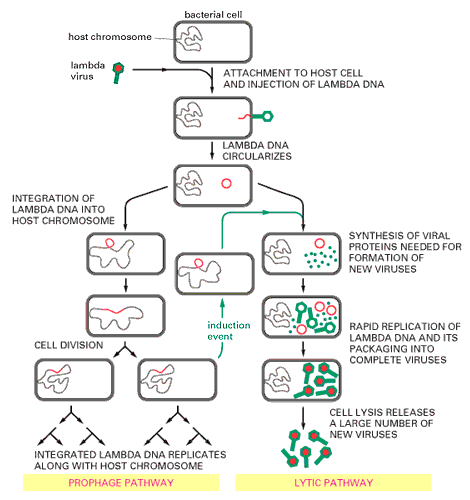 bacterial cell
host chromosome
lambda
virus
ATTACHMENT TO HOST CELL
AND INJECTION OF LAMBDA DNA
LAMBDA DNA
CIRCULARIZES
INTEGRATION OF
LAMBDA DNA INTO
HOST CHROMOSOME
SYNTHESIS OF VIRAL
PROTEINS NEEDED FOR
FORMATION OF
NEW VIRUSES
induction
event
RAPID REPLICATION OF
LAMBDA DNA AND ITS
PACKAGING INTO
COMPLETE VIRUSES
CELL DIVISION
CELL LYSIS RELEASES
A LARGE NUMBER OF
NEW VIRUSES
INTEGRATED LAMBDA DNA REPLICATES
ALONG WITH HOST CHROMOSOME
PROPHAGE PATHWAY
LYTIC PATHWAY